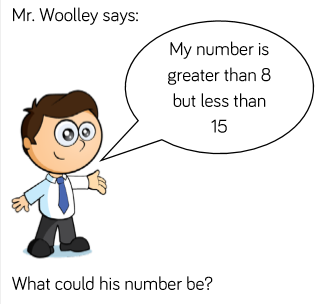 Mr. Woolley says:
My number is
greater than 8
but less than
15
What could his number be?